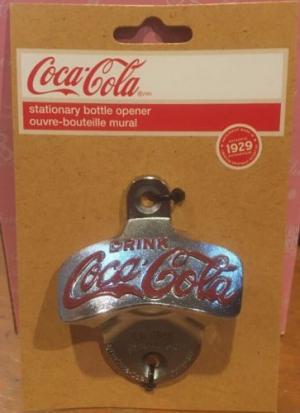 Coca-Cola
stationary bottle opener
ouvre-bouteille mural
1929
DRINK
Coca-Cola